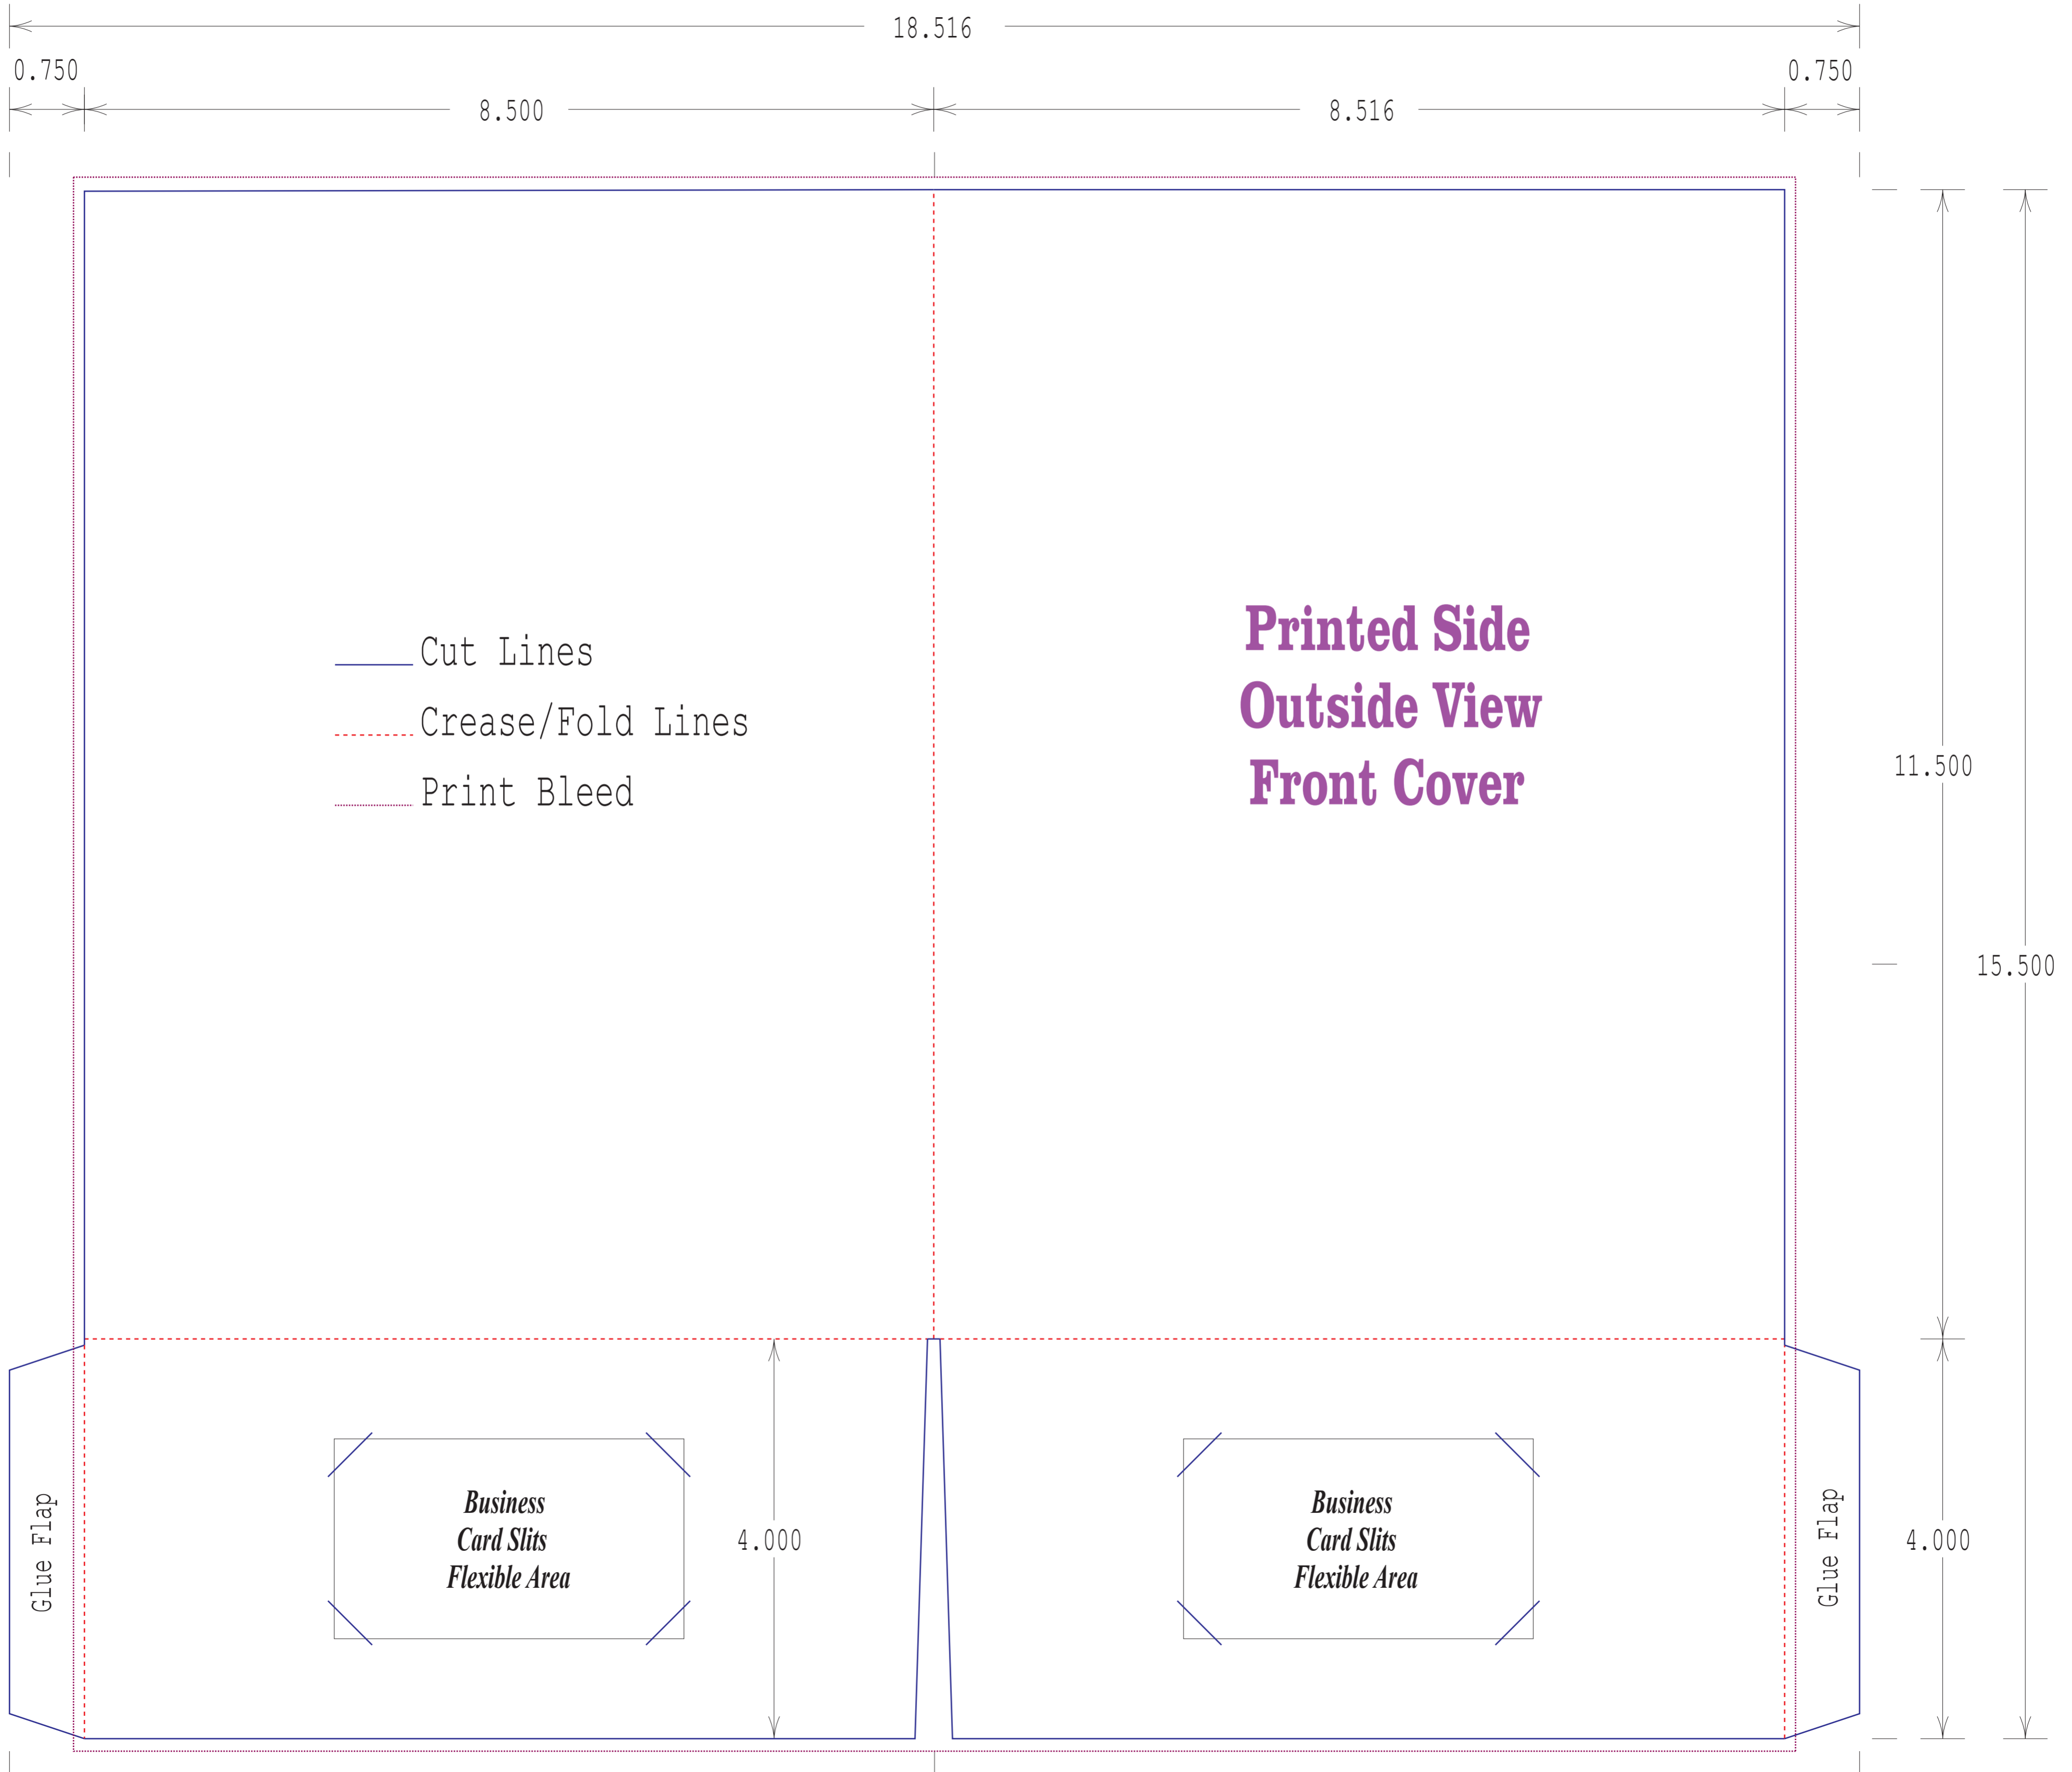 18.516
0.750
0.750
8.500
8.516
Cut Lines
Crease/Fold Lines
Print Bleed
Printed Side
Outside View
Front Cover
11.500
15.500
Glue Flap
Business
Card Slits
Flexible Area
4.000
Business
Card Slits
Flexible Area
Glue Flap
4.000